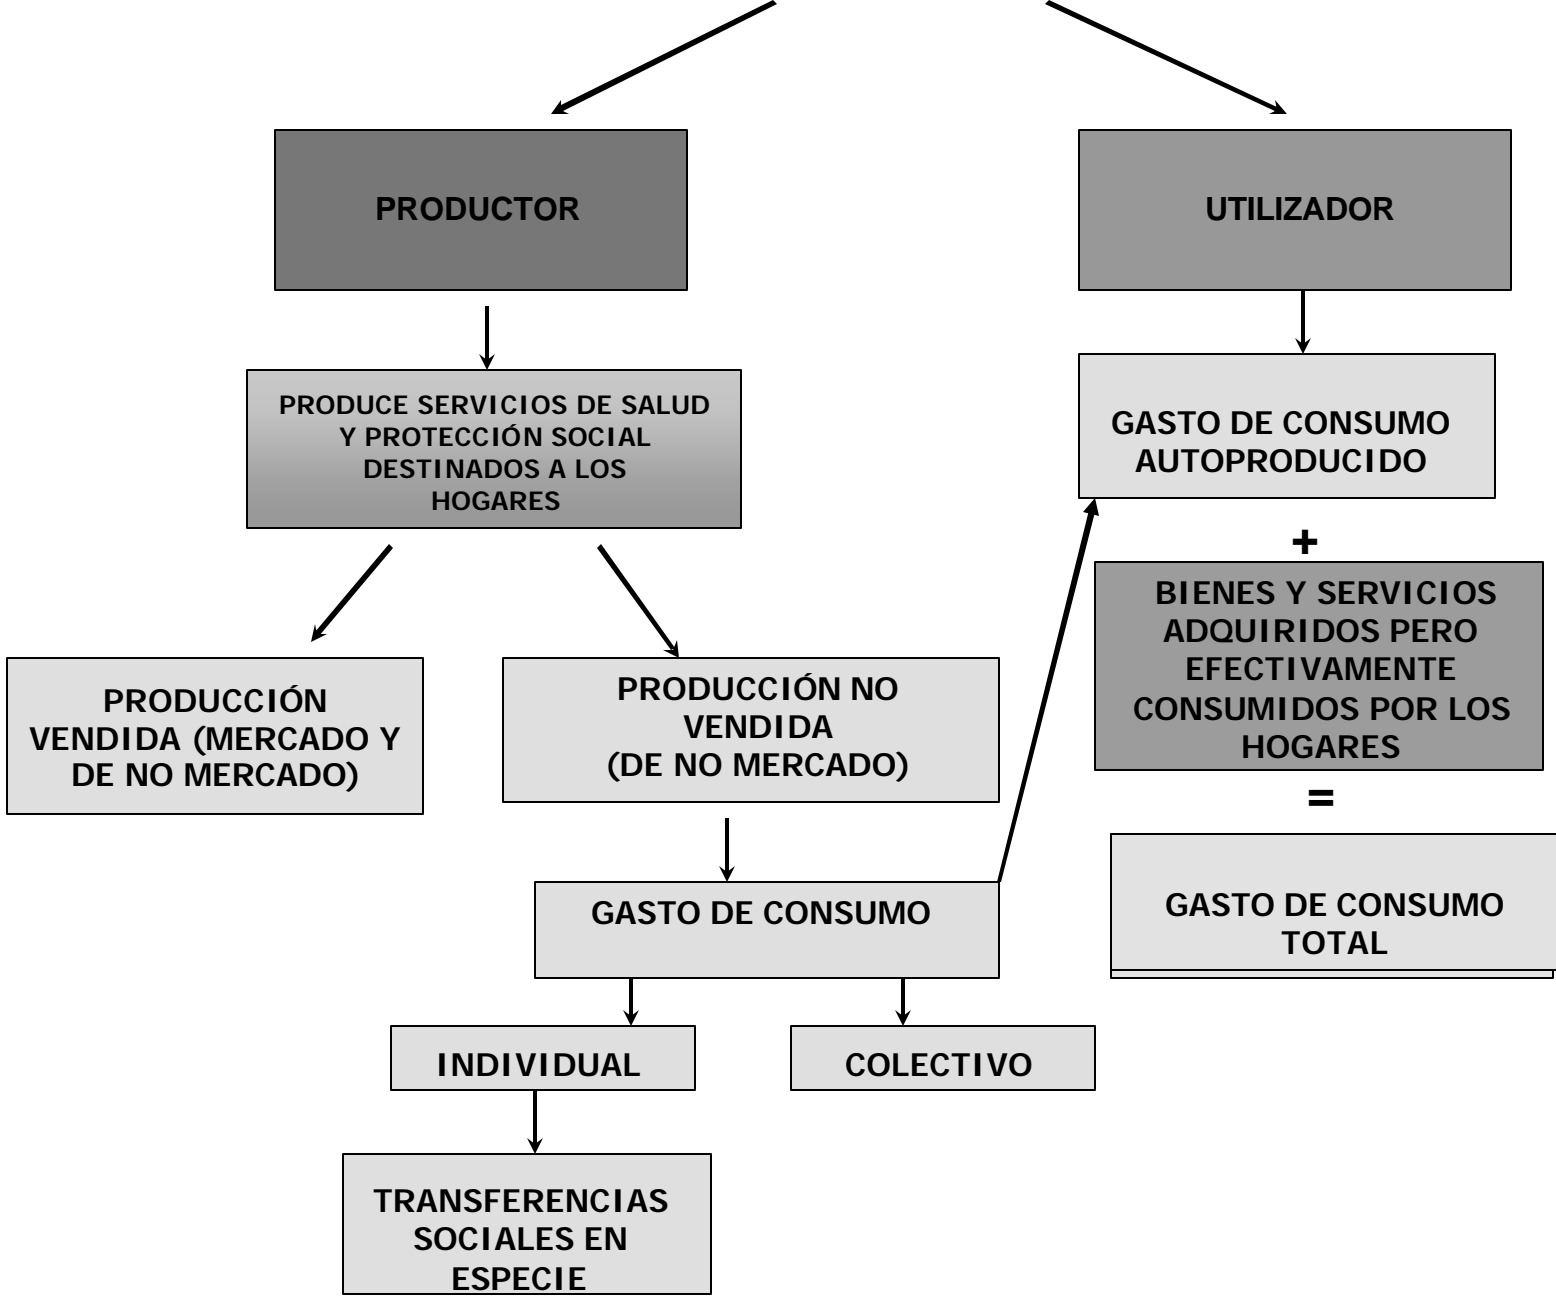 PRODUCTOR
UTILIZADOR
PRODUCE SERVICIOS DE SALUD
Y PROTECCIÓN SOCIAL
DESTINADOS A LOS
HOGARES
GASTO DE CONSUMO
AUTOPRODUCIDO
+
BIENES Y SERVICIOS
ADQUIRIDOS PERO
EFECTIVAMENTE
CONSUMIDOS POR LOS
HOGARES
=
GASTO DE CONSUMO
TOTAL
PRODUCCIÓN
VENDIDA (MERCADO Y
DE NO MERCADO)
PRODUCCIÓN NO
VENDIDA
(DE NO MERCADO)
GASTO DE CONSUMO
INDIVIDUAL
COLECTIVO
TRANSFERENCIAS
SOCIALES EN
ESPECIE